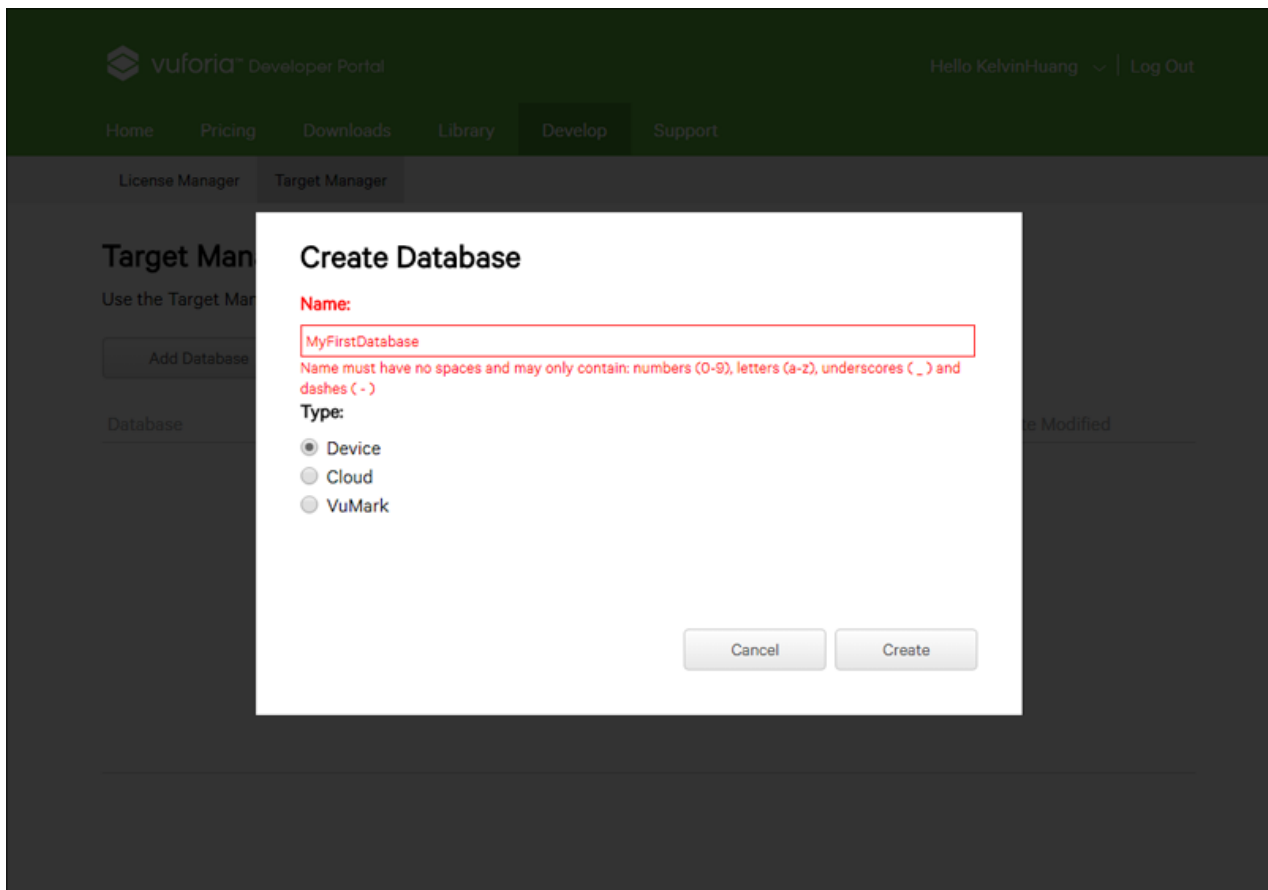 vuforia™ Developer Portal
Hello KelvinHuang | Log Out
Home Pricing Downloads Library Develop Support
License Manager Target Manager
Target Man
Use the Target Man
Add Database
Database
te Modified
Create Database
Name:
MyFirstDatabase
Name must have no spaces and may only contain: numbers (0-9), letters (a-z), underscores ( _ ) and
dashes ( - )
Type:
Device
Cloud
VuMark
Cancel Create